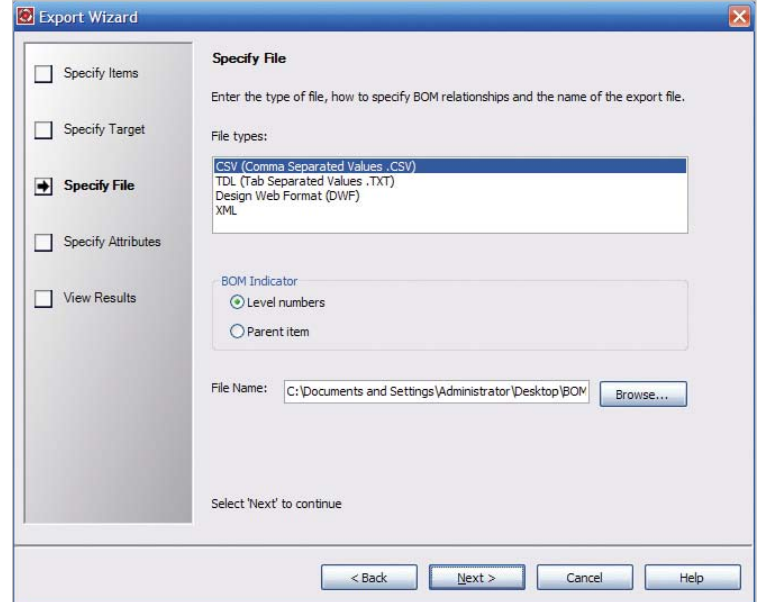 Export Wizard
Specify Items
Specify Target
Specify File
Specify Attributes
View Results
Specify File
Enter the type of file, how to specify BOM relationships and the name of the export file.
File types:
CSV (Comma Separated Values .CSV)
TDL (Tab Separated Values .TXT)
Design Web Format (DWF)
XML
BOM Indicator
Level numbers
Parent item
File Name: C:\Documents and Settings\Administrator\Desktop\BOM Browse...
Select 'Next' to continue
< Back Next > Cancel Help